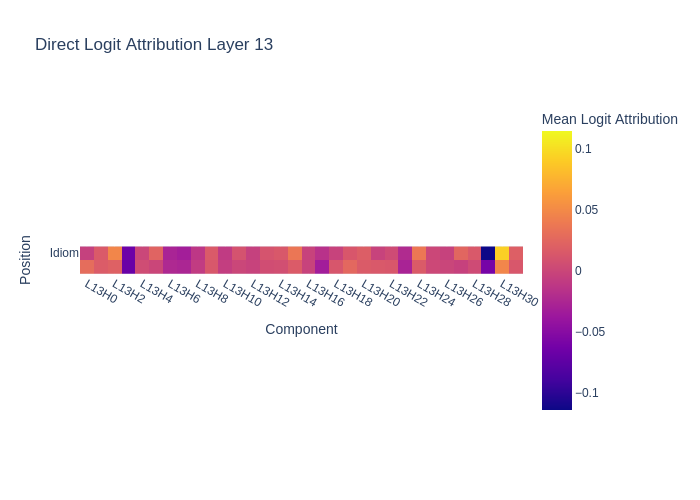 Direct Logit Attribution Layer 13
Mean Logit Attribution
0.1
0.05
0
−0.05
−0.1
Position
Idiom
L13H0
L13H2
L13H4
L13H6
L13H8
L13H10
L13H12
L13H14
L13H16
L13H18
L13H20
L13H22
L13H24
L13H26
L13H28
L13H30
Component